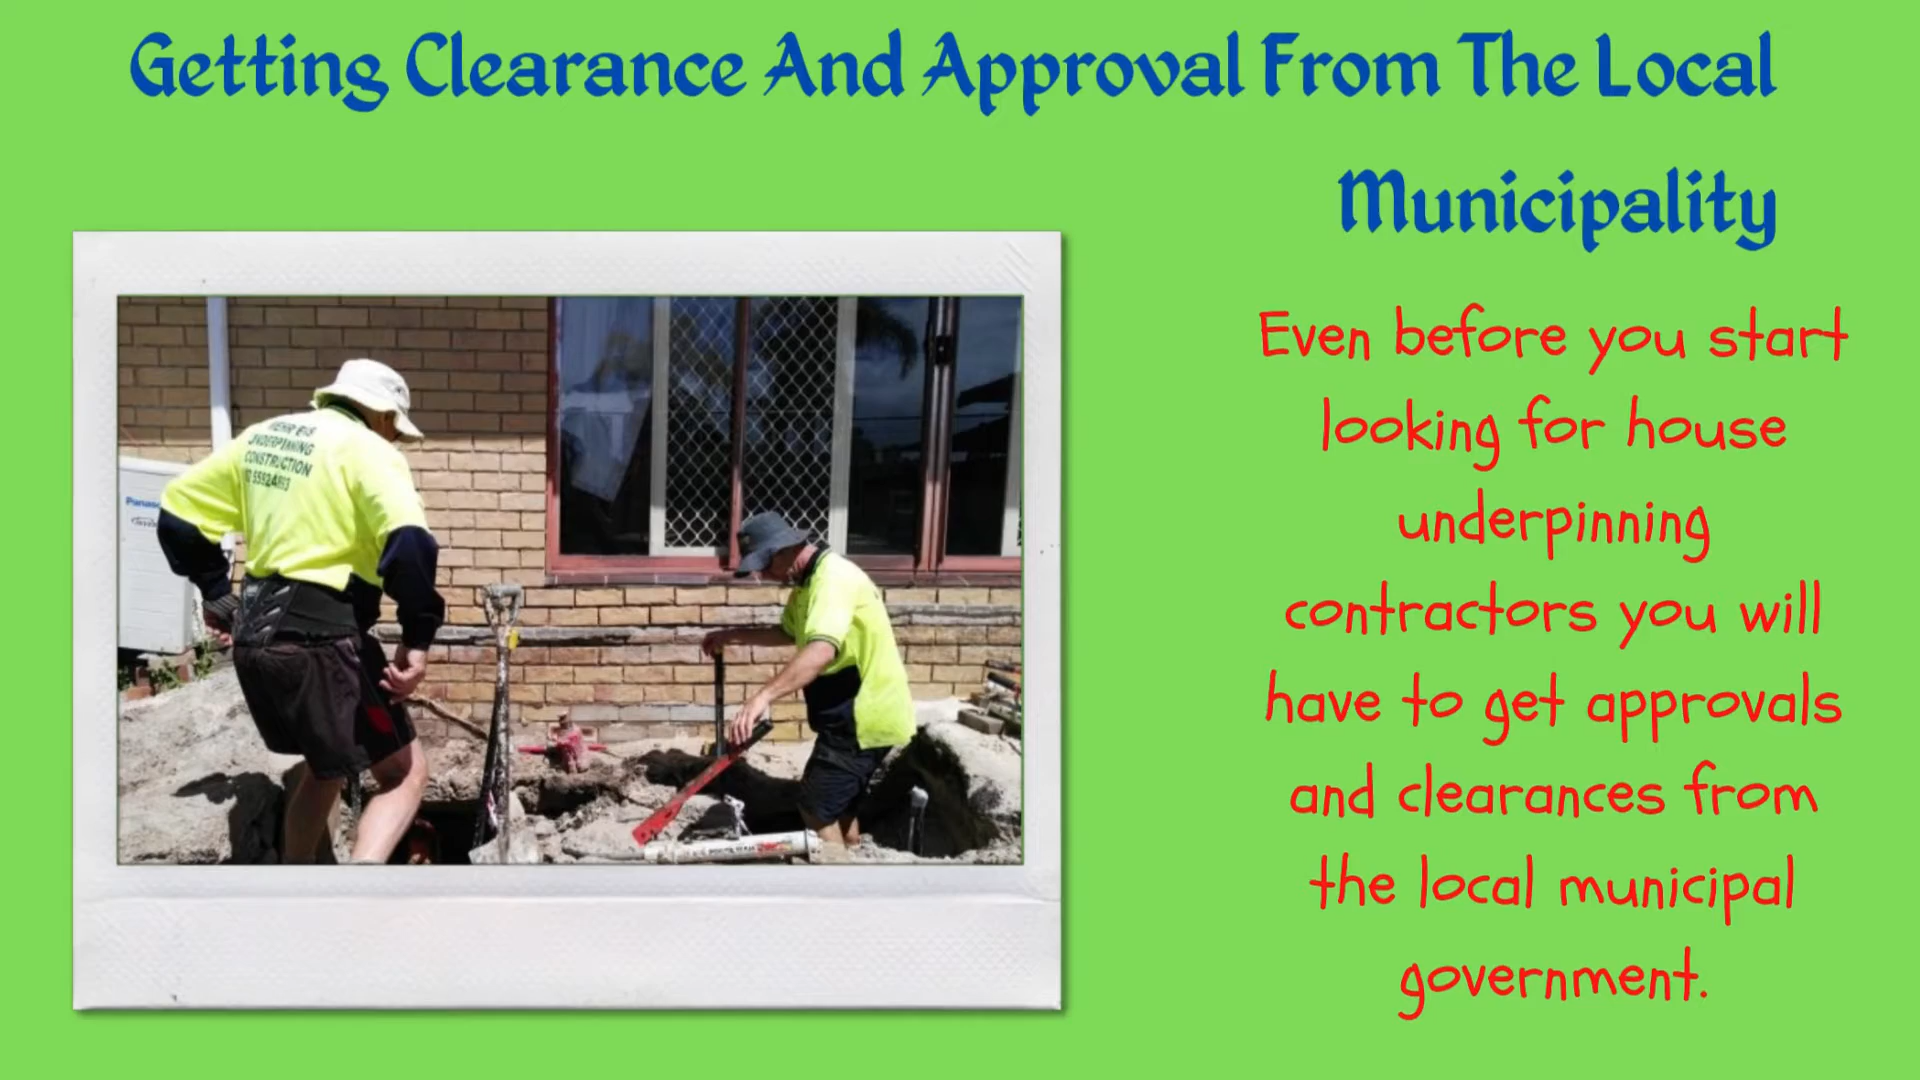 Getting Clearance And Approval From The Local
Municipality
Even before you start
looking for house
underpinning
contractors you will
have to get approvals
and clearances from
the local municipal
government.
UNDERPINNING
CONSTRUCTION